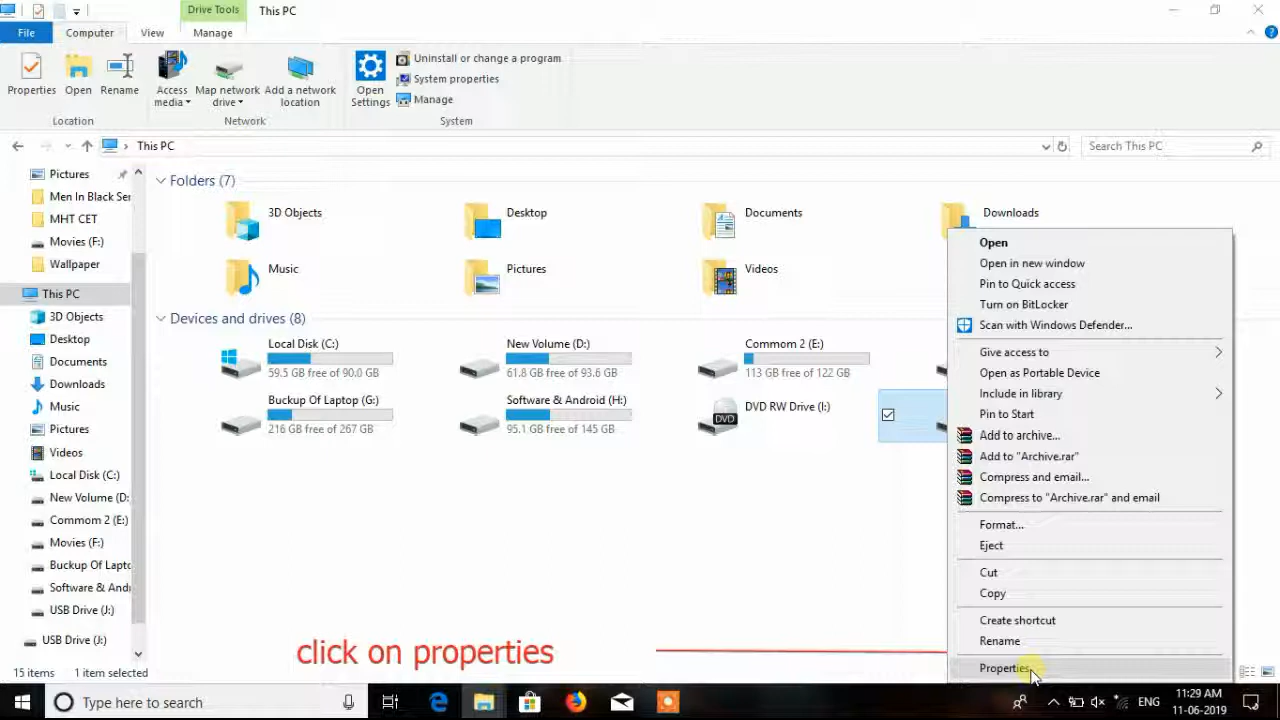 Drive Tools This PC
File Computer View Manage
Properties Open Rename
Access media Map network drive Add a network location
Open Settings
Uninstall or change a program
System properties
Manage
Location Network System
This PC
Search This PC
Pictures
Men In Black Ser
MHT CET
Movies (F:)
Wallpaper
This PC
3D Objects
Desktop
Documents
Downloads
Music
Pictures
Videos
Local Disk (C:)
New Volume (D:
Commom 2 (E:)
Movies (F:)
Buckup Of Lapto
Software & Andr
USB Drive (J:)
USB Drive (J:)
Folders (7)
3D Objects Desktop Documents Downloads
Music Pictures Videos
Devices and drives (8)
Local Disk (C:)
59.5 GB free of 90.0 GB
New Volume (D:)
61.8 GB free of 93.6 GB
Commom 2 (E:)
113 GB free of 122 GB
Buckup Of Laptop (G:)
216 GB free of 267 GB
Software & Android (H:)
95.1 GB free of 145 GB
DVD RW Drive (I:)
DVD
Open
Open in new window
Pin to Quick access
Turn on BitLocker
Scan with Windows Defender...
Give access to
Open as Portable Device
Include in library
Pin to Start
Add to archive...
Add to "Archive.rar"
Compress and email...
Compress to "Archive.rar" and email
Format...
Eject
Cut
Copy
Create shortcut
Rename
Properties
click on properties
15 items 1 item selected
Type here to search
ENG
11:29 AM
11-06-2019